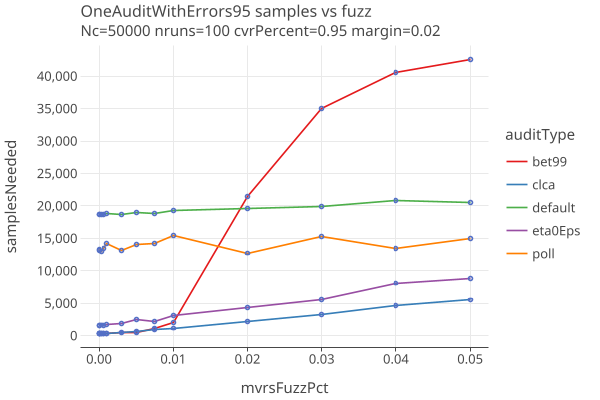 OneAuditWithErrors95 samples vs fuzz
Nc=50000 nruns=100 cvrPercent=0.95 margin=0.02
samplesNeeded
40,000
35,000
30,000
25,000
20,000
15,000
10,000
5,000
0
0.00
0.01
0.02
0.03
0.04
0.05
mvrsFuzzPct
auditType
bet99
clca
default
eta0Eps
poll